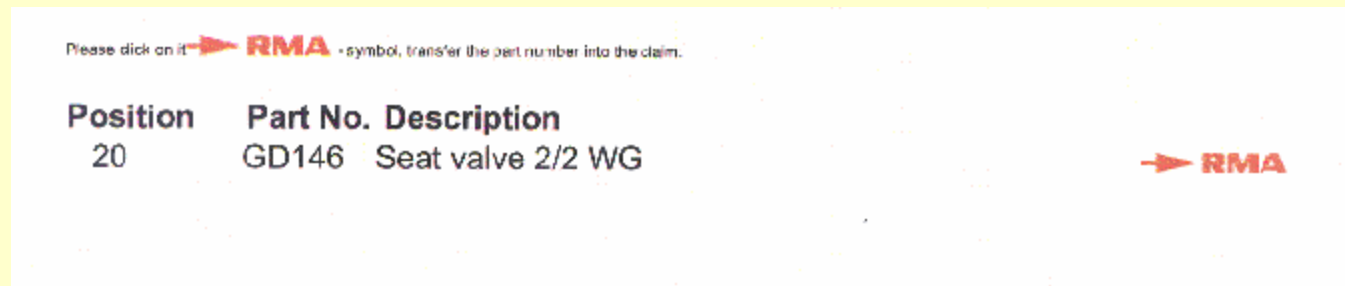 Please click on it RMA -symbol, transfer the part number into the claim.
Position Part No. Description
20 GD146 Seat valve 2/2 WG RMA